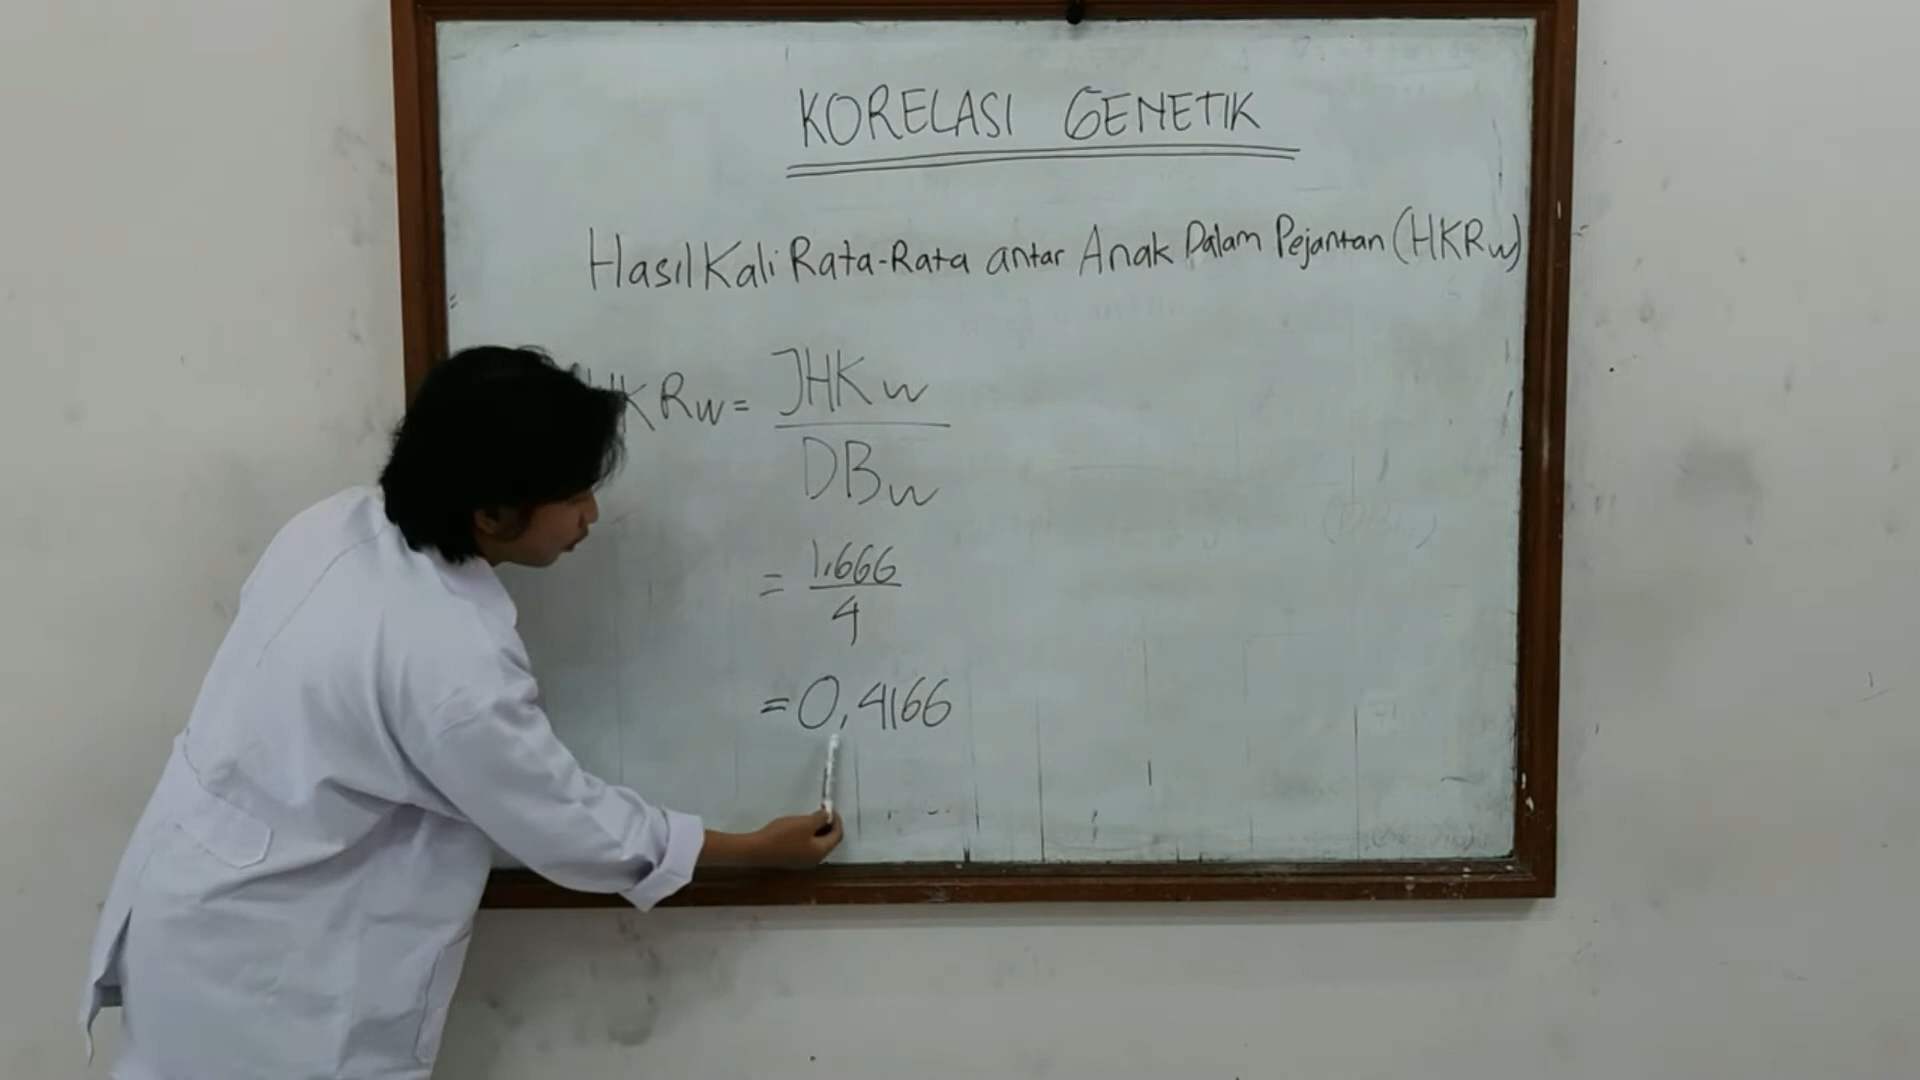 KORELASI GENETIK
Hasil Kali Rata-Rata antar Anak Dalam Pejantan (HKRw)
HKRw = JHKw
DBw
= 1.666
4
= 0,4166